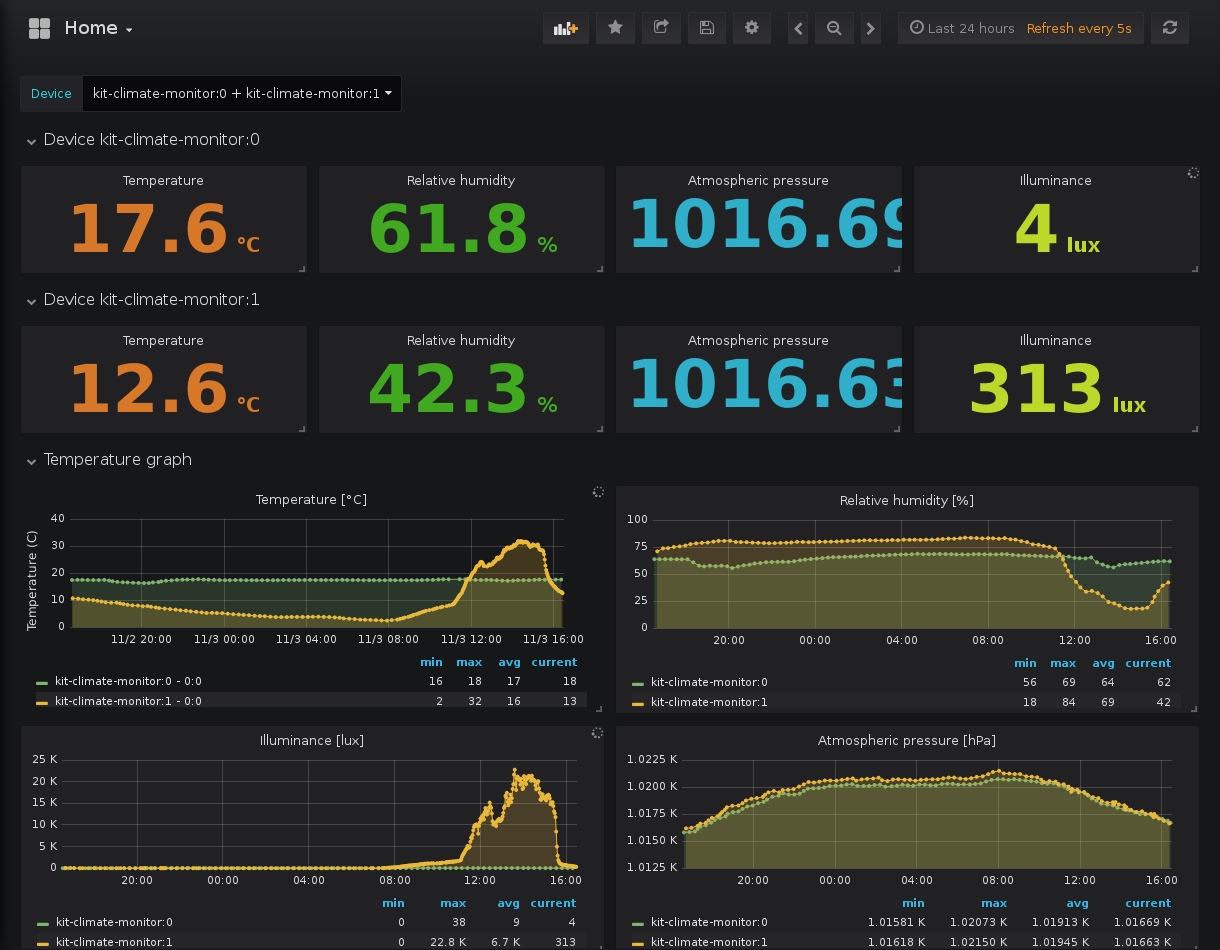 Home
Last 24 hours Refresh every 5s
Device kit-climate-monitor:0 + kit-climate-monitor:1
Device kit-climate-monitor:0
Temperature Relative humidity Atmospheric pressure Illuminance
17.6 °C 61.8 % 1016.69 4 lux
Device kit-climate-monitor:1
Temperature Relative humidity Atmospheric pressure Illuminance
12.6 °C 42.3 % 1016.63 313 lux
Temperature graph
Temperature [°C]
Temperature (C)
40
30
20
10
0
11/2 20:00 11/3 00:00 11/3 04:00 11/3 08:00 11/3 12:00 11/3 16:00
min max avg current
kit-climate-monitor:0 - 0:0 16 18 17 18
kit-climate-monitor:1 - 0:0 2 32 16 13
Relative humidity [%]
100
75
50
25
0
20:00 00:00 04:00 08:00 12:00 16:00
min max avg current
kit-climate-monitor:0 56 69 64 62
kit-climate-monitor:1 18 84 69 42
Illuminance [lux]
25 K
20 K
15 K
10 K
5 K
0
20:00 00:00 04:00 08:00 12:00 16:00
min max avg current
kit-climate-monitor:0 0 38 9 4
kit-climate-monitor:1 0 22.8 K 6.7 K 313
Atmospheric pressure [hPa]
1.0225 K
1.0200 K
1.0175 K
1.0150 K
1.0125 K
20:00 00:00 04:00 08:00 12:00 16:00
min max avg current
kit-climate-monitor:0 1.01581 K 1.02073 K 1.01913 K 1.01669 K
kit-climate-monitor:1 1.01618 K 1.02150 K 1.01945 K 1.01663 K